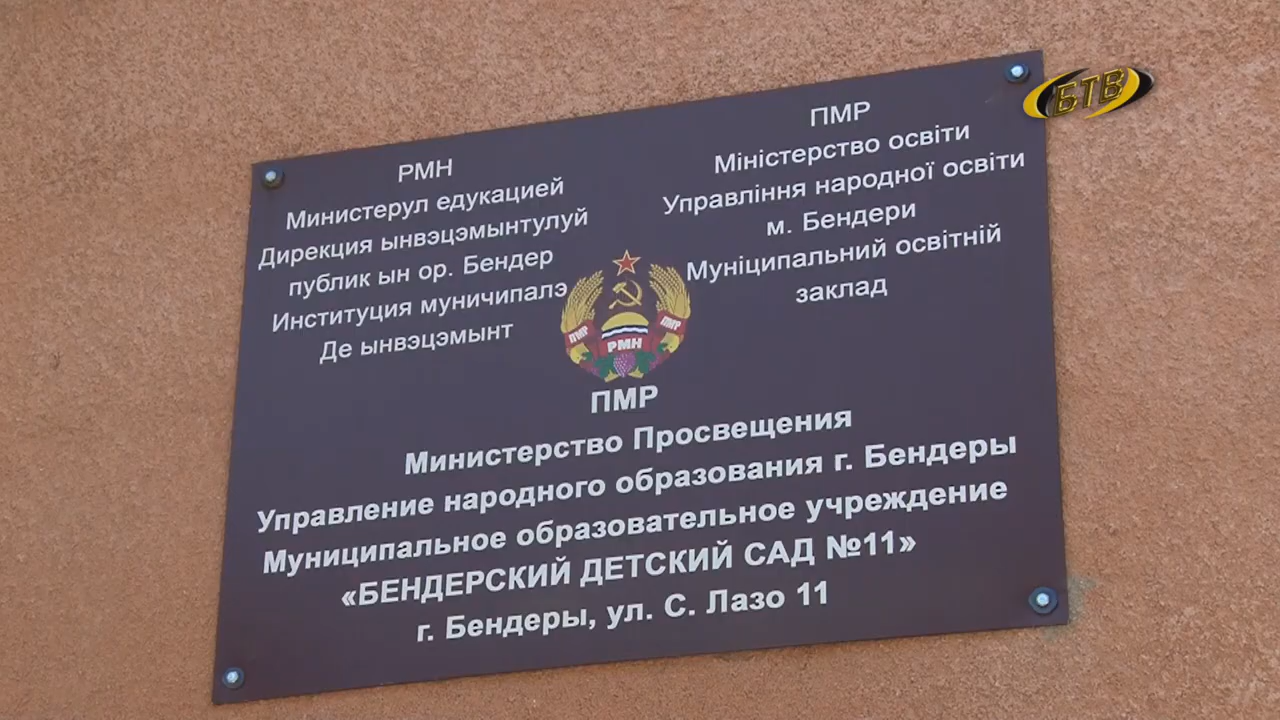 РМН
Министерул едукацией
Дирекция ынвэцэмынтулуй
публик ын ор. Бендер
Институция муничипалэ
Де ынвэцэмынт
ПМР
Міністерство освіти
Управління народної освіти
м. Бендери
Муніципальний освітній
заклад
ПМР
РМН
ПМР
ПМР
Министерство Просвещения
Управление народного образования г. Бендеры
Муниципальное образовательное учреждение
«БЕНДЕРСКИЙ ДЕТСКИЙ САД №11»
г. Бендеры, ул. С. Лазо 11
БТВ